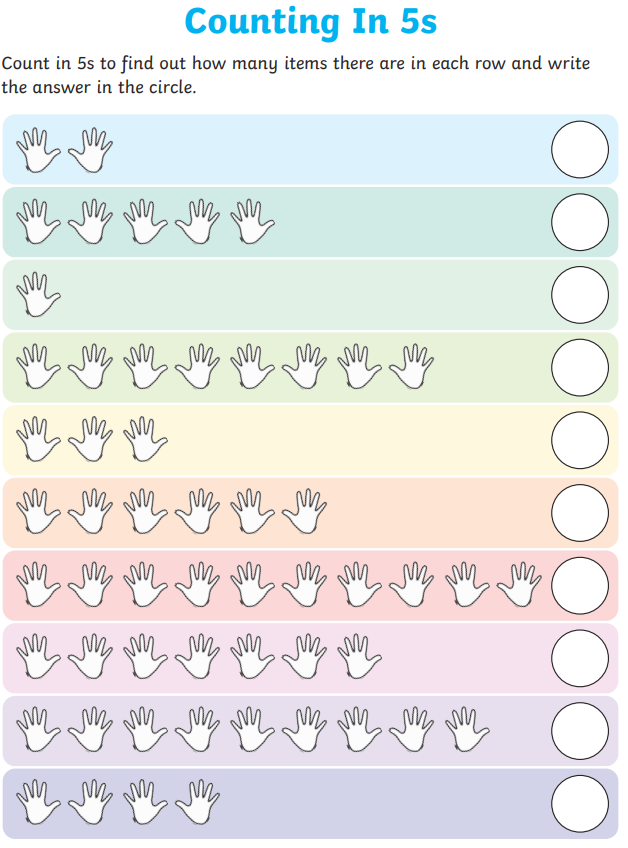 Counting In 5s
Count in 5s to find out how many items there are in each row and write
the answer in the circle.